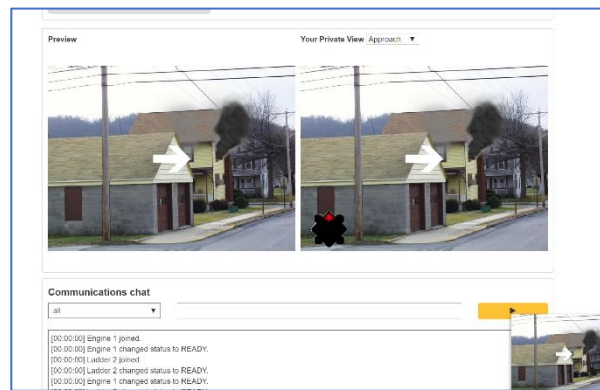 Preview
Your Private View Approach ▼
Communications chat
all ▼
[00:00:00] Engine 1 joined.
[00:00:00] Engine 1 changed status to READY.
[00:00:00] Ladder 2 joined.
[00:00:00] Ladder 2 changed status to READY.
[00:00:00] Engine 1 changed status to READY.